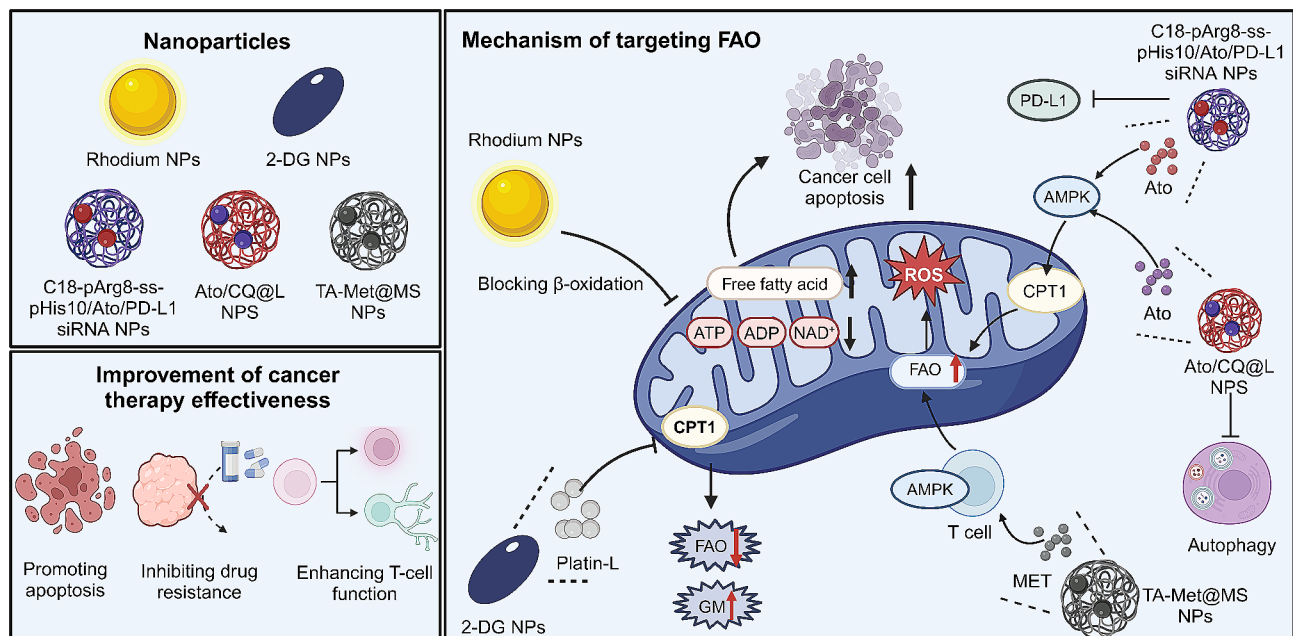 Nanoparticles
Rhodium NPs
2-DG NPs
C18-pArg8-ss-
pHis10/Ato/PD-L1
siRNA NPs
Ato/CQ@L
NPS
TA-Met@MS
NPs
Improvement of cancer
therapy effectiveness
Promoting
apoptosis
Inhibiting drug
resistance
Enhancing T-cell
function
Mechanism of targeting FAO
Rhodium NPs
Blocking β-oxidation
Cancer cell
apoptosis
Free fatty acid
ATP
ADP
NAD⁺
ROS
FAO
CPT1
CPT1
Platin-L
2-DG NPs
FAO
GM
C18-pArg8-ss-
pHis10/Ato/PD-L1
siRNA NPs
PD-L1
Ato
AMPK
Ato
Ato/CQ@L
NPS
Autophagy
AMPK
T cell
MET
TA-Met@MS
NPs